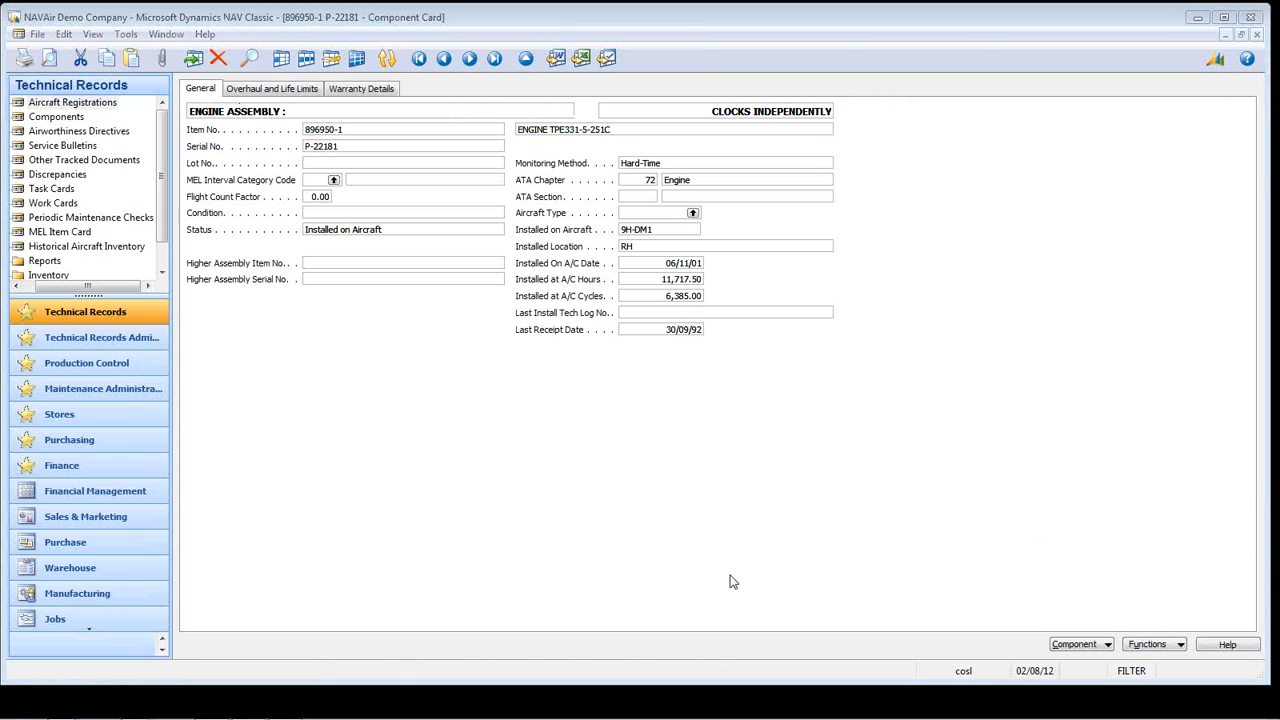 NAVAir Demo Company - Microsoft Dynamics NAV Classic - [896950-1 P-22181 - Component Card]
File Edit View Tools Window Help
Technical Records
Aircraft Registrations
Components
Airworthiness Directives
Service Bulletins
Other Tracked Documents
Discrepancies
Task Cards
Work Cards
Periodic Maintenance Checks
MEL Item Card
Historical Aircraft Inventory
Reports
Inventory
Technical Records
Technical Records Admi...
Production Control
Maintenance Administra...
Stores
Purchasing
Finance
Financial Management
Sales & Marketing
Purchase
Warehouse
Manufacturing
Jobs
General Overhaul and Life Limits Warranty Details
ENGINE ASSEMBLY : CLOCKS INDEPENDENTLY
Item No. . . . . . . . . . . 896950-1 ENGINE TPE331-5-251C
Serial No. . . . . . . . . . . P-22181
Lot No. . . . . . . . . . . . Monitoring Method. . . . Hard-Time
MEL Interval Category Code ATA Chapter . . . . . . 72 Engine
Flight Count Factor . . . . . 0.00 ATA Section. . . . . . .
Condition. . . . . . . . . . . Aircraft Type . . . . . .
Status . . . . . . . . . . . Installed on Aircraft Installed on Aircraft . . 9H-DM1
Installed Location . . . RH
Higher Assembly Item No. . . Installed On A/C Date . . 06/11/01
Higher Assembly Serial No. . Installed at A/C Hours . . 11,717.50
Installed at A/C Cycles. . 6,385.00
Last Install Tech Log No. .
Last Receipt Date . . . . 30/09/92
Component Functions Help
cosl 02/08/12 FILTER